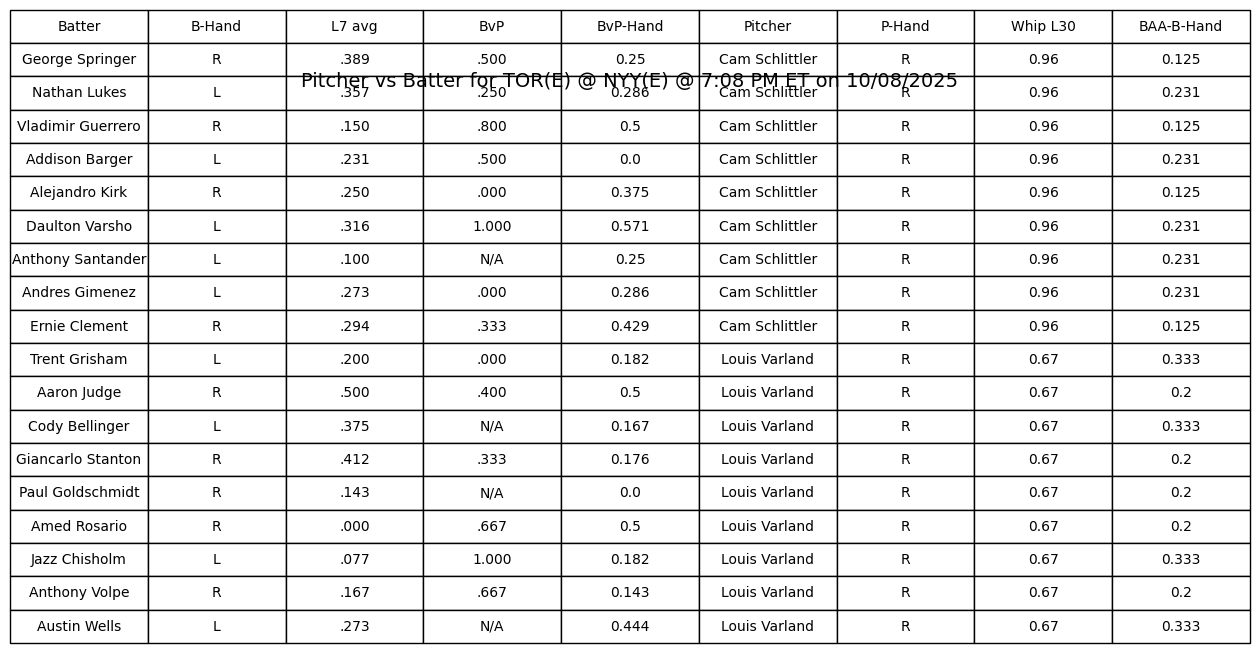 Batter B-Hand L7 avg BvP BvP-Hand Pitcher P-Hand Whip L30 BAA-B-Hand
George Springer R .389 .500 0.25 Cam Schlittler R 0.96 0.125
Pitcher vs Batter for TOR(E) @ NYY(E) @ 7:08 PM ET on 10/08/2025
Nathan Lukes L .357 .250 0.286 Cam Schlittler R 0.96 0.231
Vladimir Guerrero R .150 .800 0.5 Cam Schlittler R 0.96 0.125
Addison Barger L .231 .500 0.0 Cam Schlittler R 0.96 0.231
Alejandro Kirk R .250 .000 0.375 Cam Schlittler R 0.96 0.125
Daulton Varsho L .316 1.000 0.571 Cam Schlittler R 0.96 0.231
Anthony Santander L .100 N/A 0.25 Cam Schlittler R 0.96 0.231
Andres Gimenez L .273 .000 0.286 Cam Schlittler R 0.96 0.231
Ernie Clement R .294 .333 0.429 Cam Schlittler R 0.96 0.125
Trent Grisham L .200 .000 0.182 Louis Varland R 0.67 0.333
Aaron Judge R .500 .400 0.5 Louis Varland R 0.67 0.2
Cody Bellinger L .375 N/A 0.167 Louis Varland R 0.67 0.333
Giancarlo Stanton R .412 .333 0.176 Louis Varland R 0.67 0.2
Paul Goldschmidt R .143 N/A 0.0 Louis Varland R 0.67 0.2
Amed Rosario R .000 .667 0.5 Louis Varland R 0.67 0.2
Jazz Chisholm L .077 1.000 0.182 Louis Varland R 0.67 0.333
Anthony Volpe R .167 .667 0.143 Louis Varland R 0.67 0.2
Austin Wells L .273 N/A 0.444 Louis Varland R 0.67 0.333